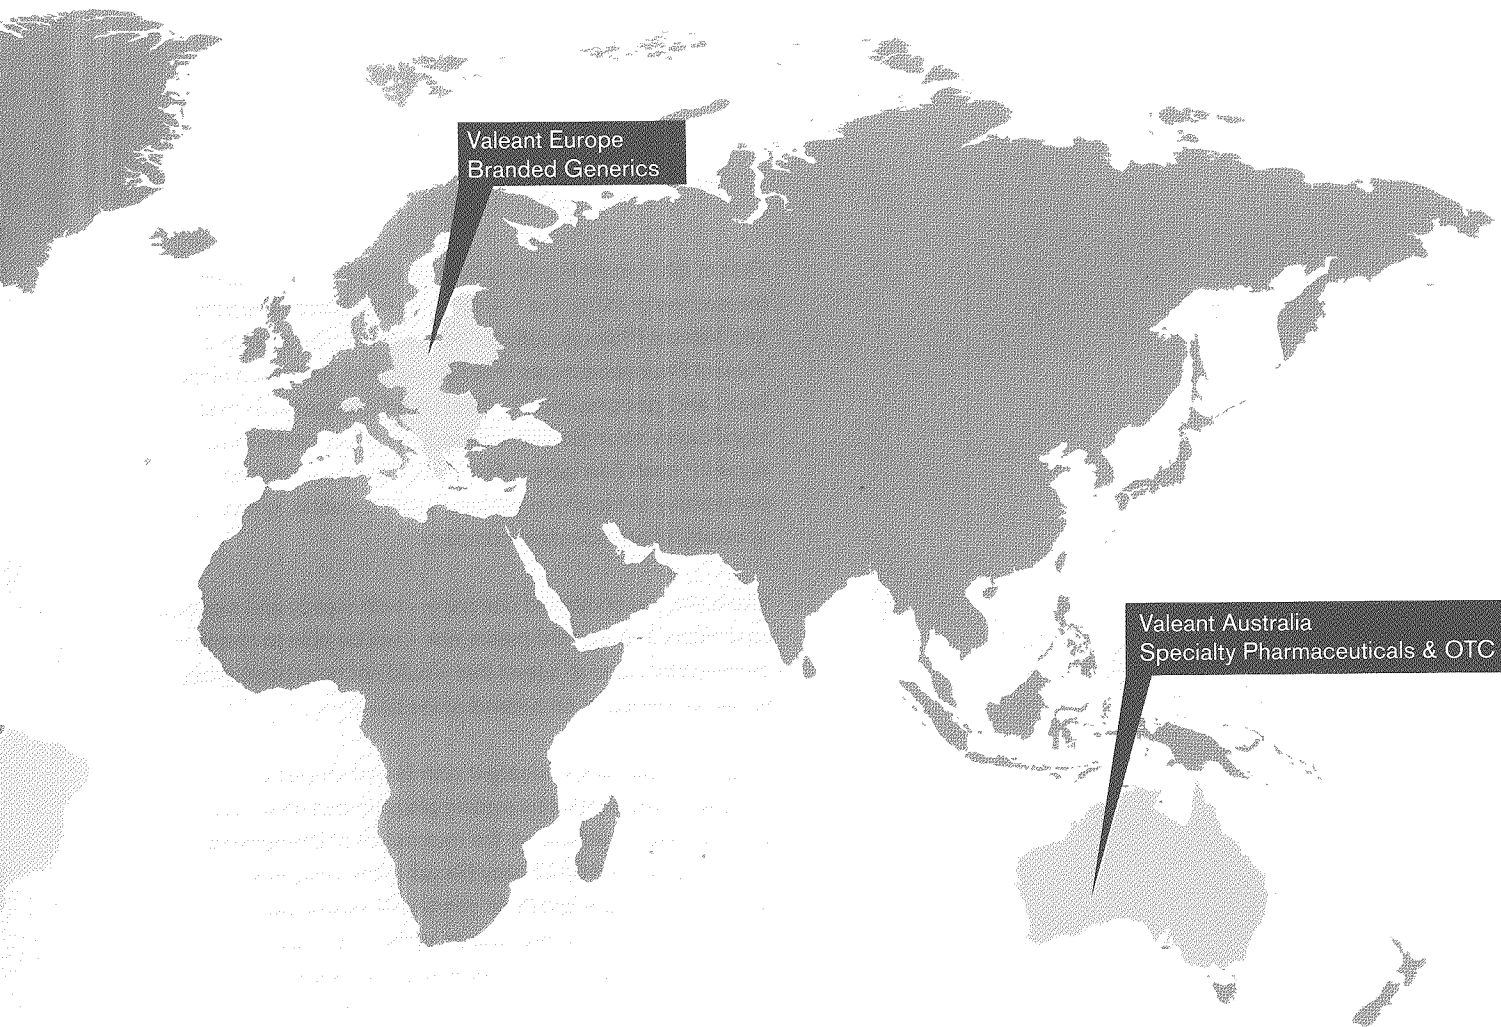 Valeant Europe
Branded Generics
Valeant Australia
Specialty Pharmaceuticals & OTC